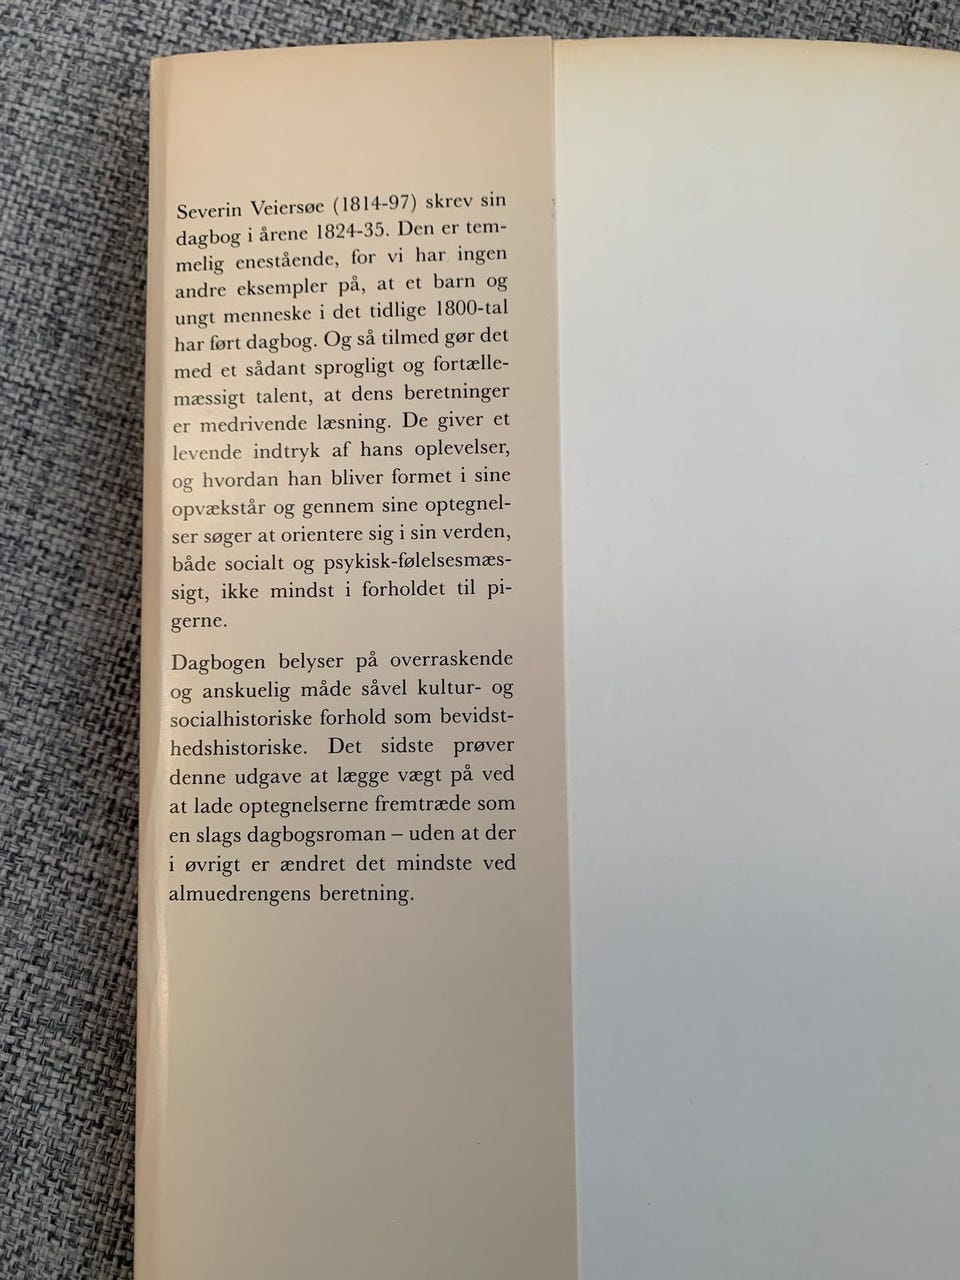 Severin Veiersøe (1814-97) skrev sin
dagbog i årene 1824-35. Den er tem-
melig enestående, for vi har ingen
andre eksempler på, at et barn og
ungt menneske i det tidlige 1800-tal
har ført dagbog. Og så tilmed gør det
med et sådant sprogligt og fortælle-
mæssigt talent, at dens beretninger
er medrivende læsning. De giver et
levende indtryk af hans oplevelser,
og hvordan han bliver formet i sine
opvækstår og gennem sine optegnel-
ser søger at orientere sig i sin verden,
både socialt og psykisk-følelsesmæs-
sigt, ikke mindst i forholdet til pi-
gerne.
Dagbogen belyser på overraskende
og anskuelig måde såvel kultur- og
socialhistoriske forhold som bevidst-
hedshistoriske. Det sidste prøver
denne udgave at lægge vægt på ved
at lade optegnelserne fremtræde som
en slags dagbogsroman – uden at der
i øvrigt er ændret det mindste ved
almuedrengens beretning.